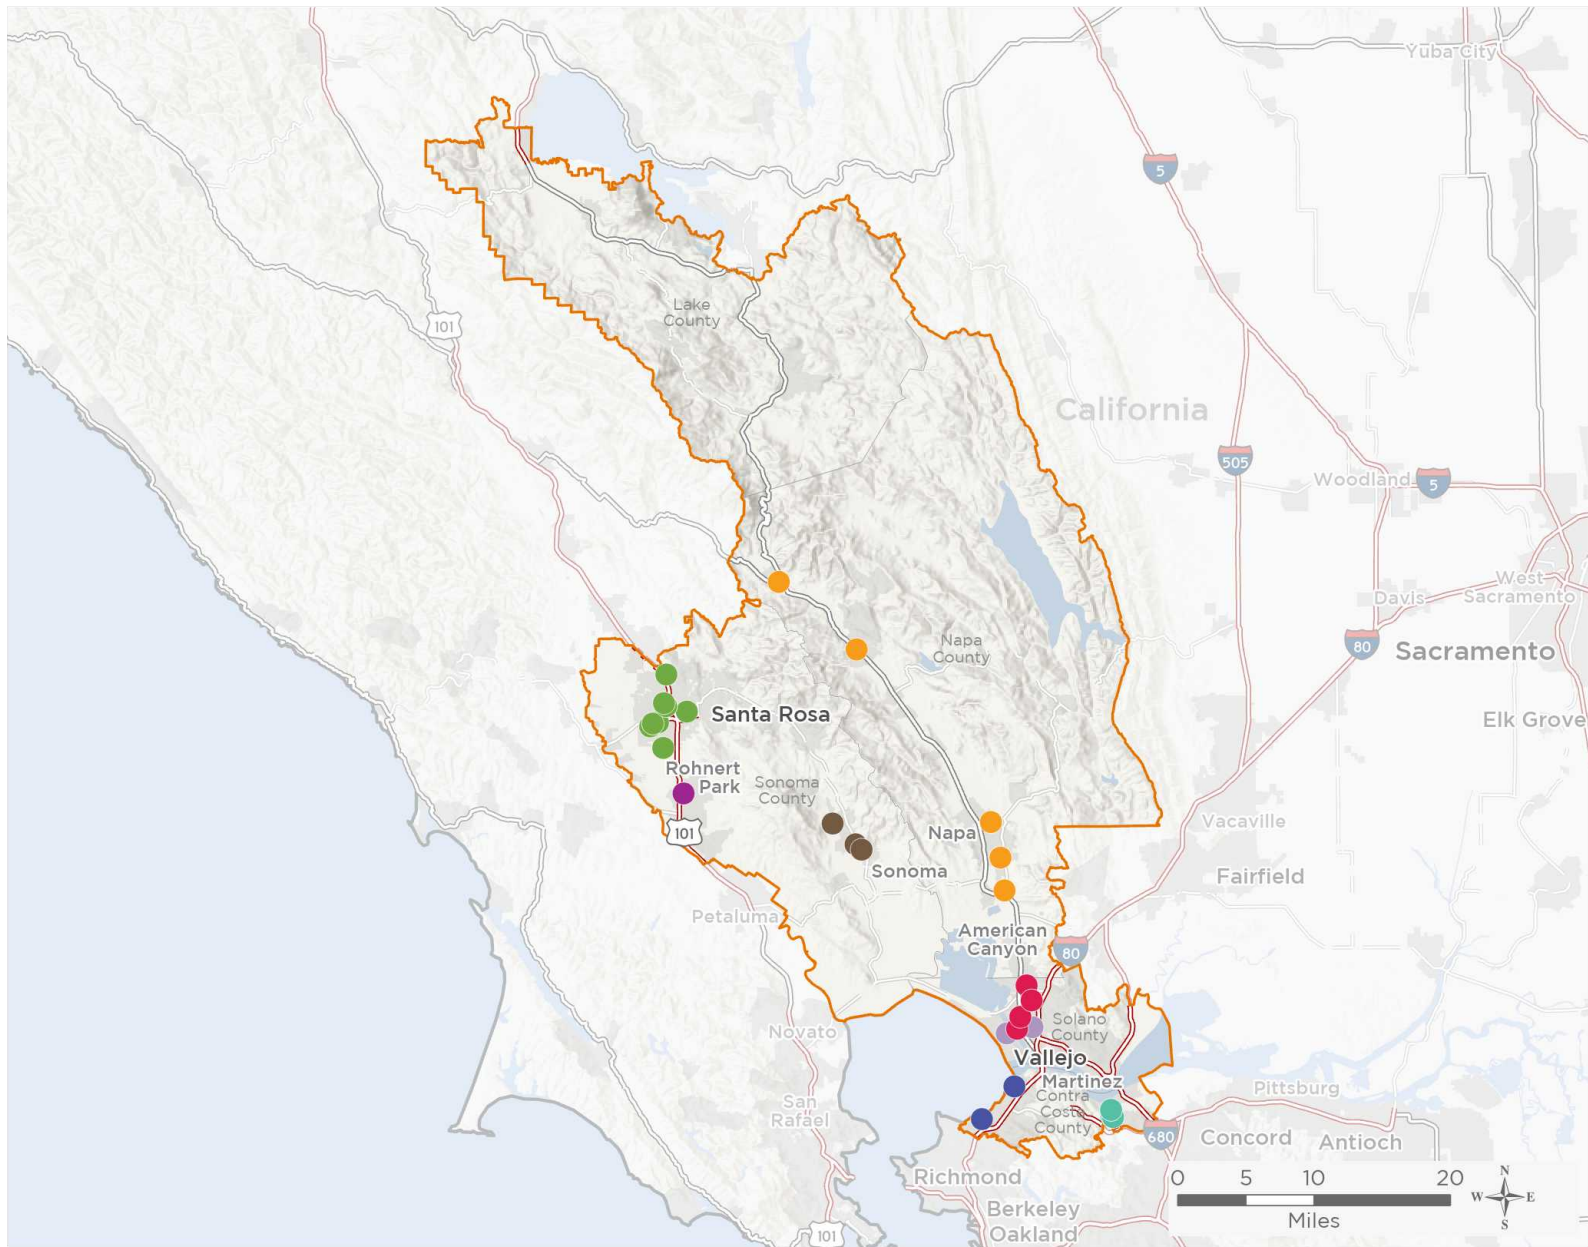 Yuba City
5
Lake
County
101
California
505
Woodland
5
West
Sacramento
Davis
80
Sacramento
Napa
County
Santa Rosa
Elk Grove
Rohnert
Park
Sonoma
County
101
Napa
Vacaville
Sonoma
Fairfield
Petaluma
American
Canyon
80
Novato
Solano
County
Vallejo
Martinez
Contra
Costa
County
Pittsburg
San
Rafael
680
Concord
Antioch
Richmond
Berkeley
Oakland
101
0 5 10 20
Miles
N
W E
S